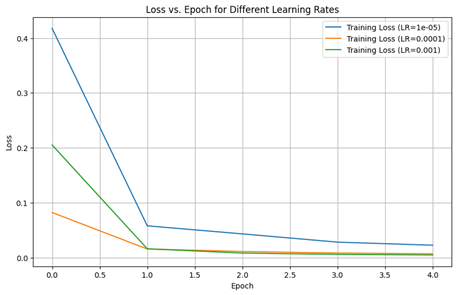 Loss vs. Epoch for Different Learning Rates
Training Loss (LR=1e-05)
Training Loss (LR=0.0001)
Training Loss (LR=0.001)
Loss
0.4
0.3
0.2
0.1
0.0
0.0 0.5 1.0 1.5 2.0 2.5 3.0 3.5 4.0
Epoch